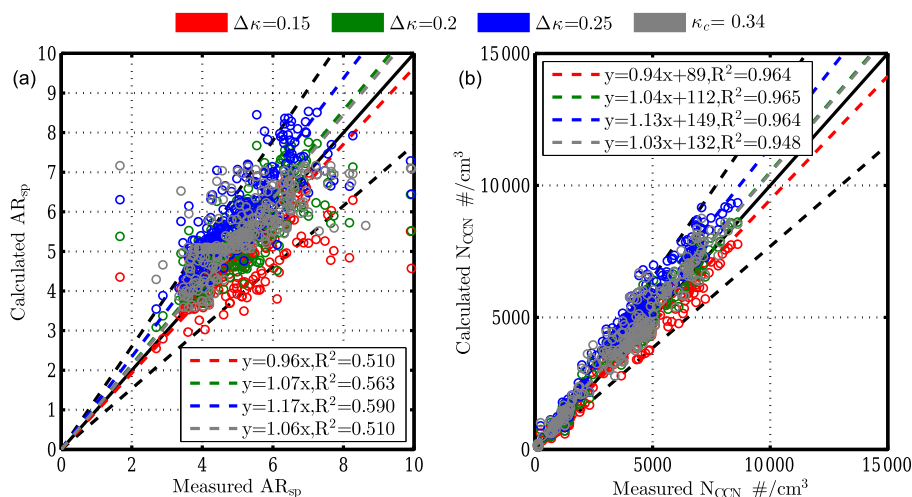 Δκ=0.15 Δκ=0.2 Δκ=0.25 κc= 0.34
(a)
10
9
8
7
6
5
4
3
2
1
0
Calculated ARsp
y=0.96x,R²=0.510
y=1.07x,R²=0.563
y=1.17x,R²=0.590
y=1.06x,R²=0.510
0 2 4 6 8 10
Measured ARsp
(b)
15000
10000
5000
0
Calculated NCCN #/cm³
y=0.94x+89,R²=0.964
y=1.04x+112,R²=0.965
y=1.13x+149,R²=0.964
y=1.03x+132,R²=0.948
0 5000 10000 15000
Measured NCCN #/cm³